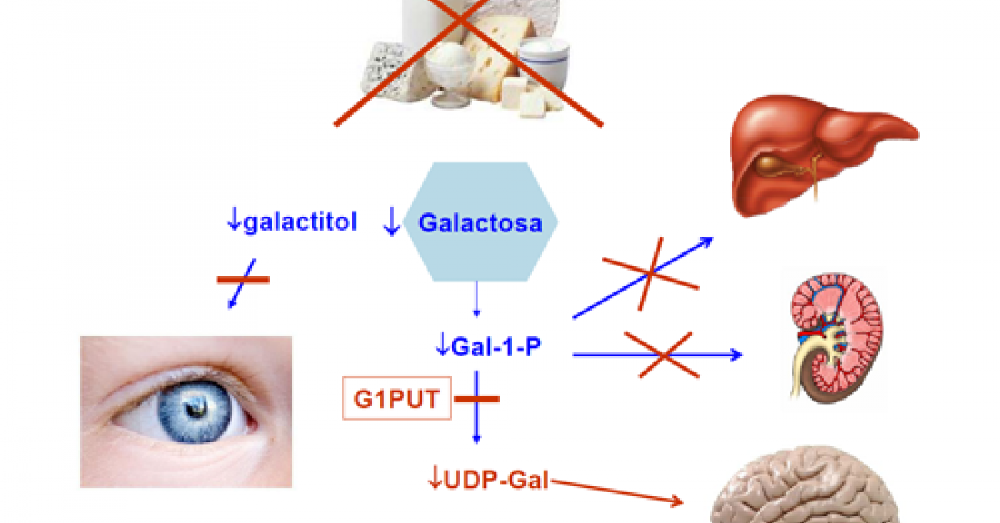 ↓galactitol
↓ Galactosa
↓Gal-1-P
G1PUT
↓UDP-Gal